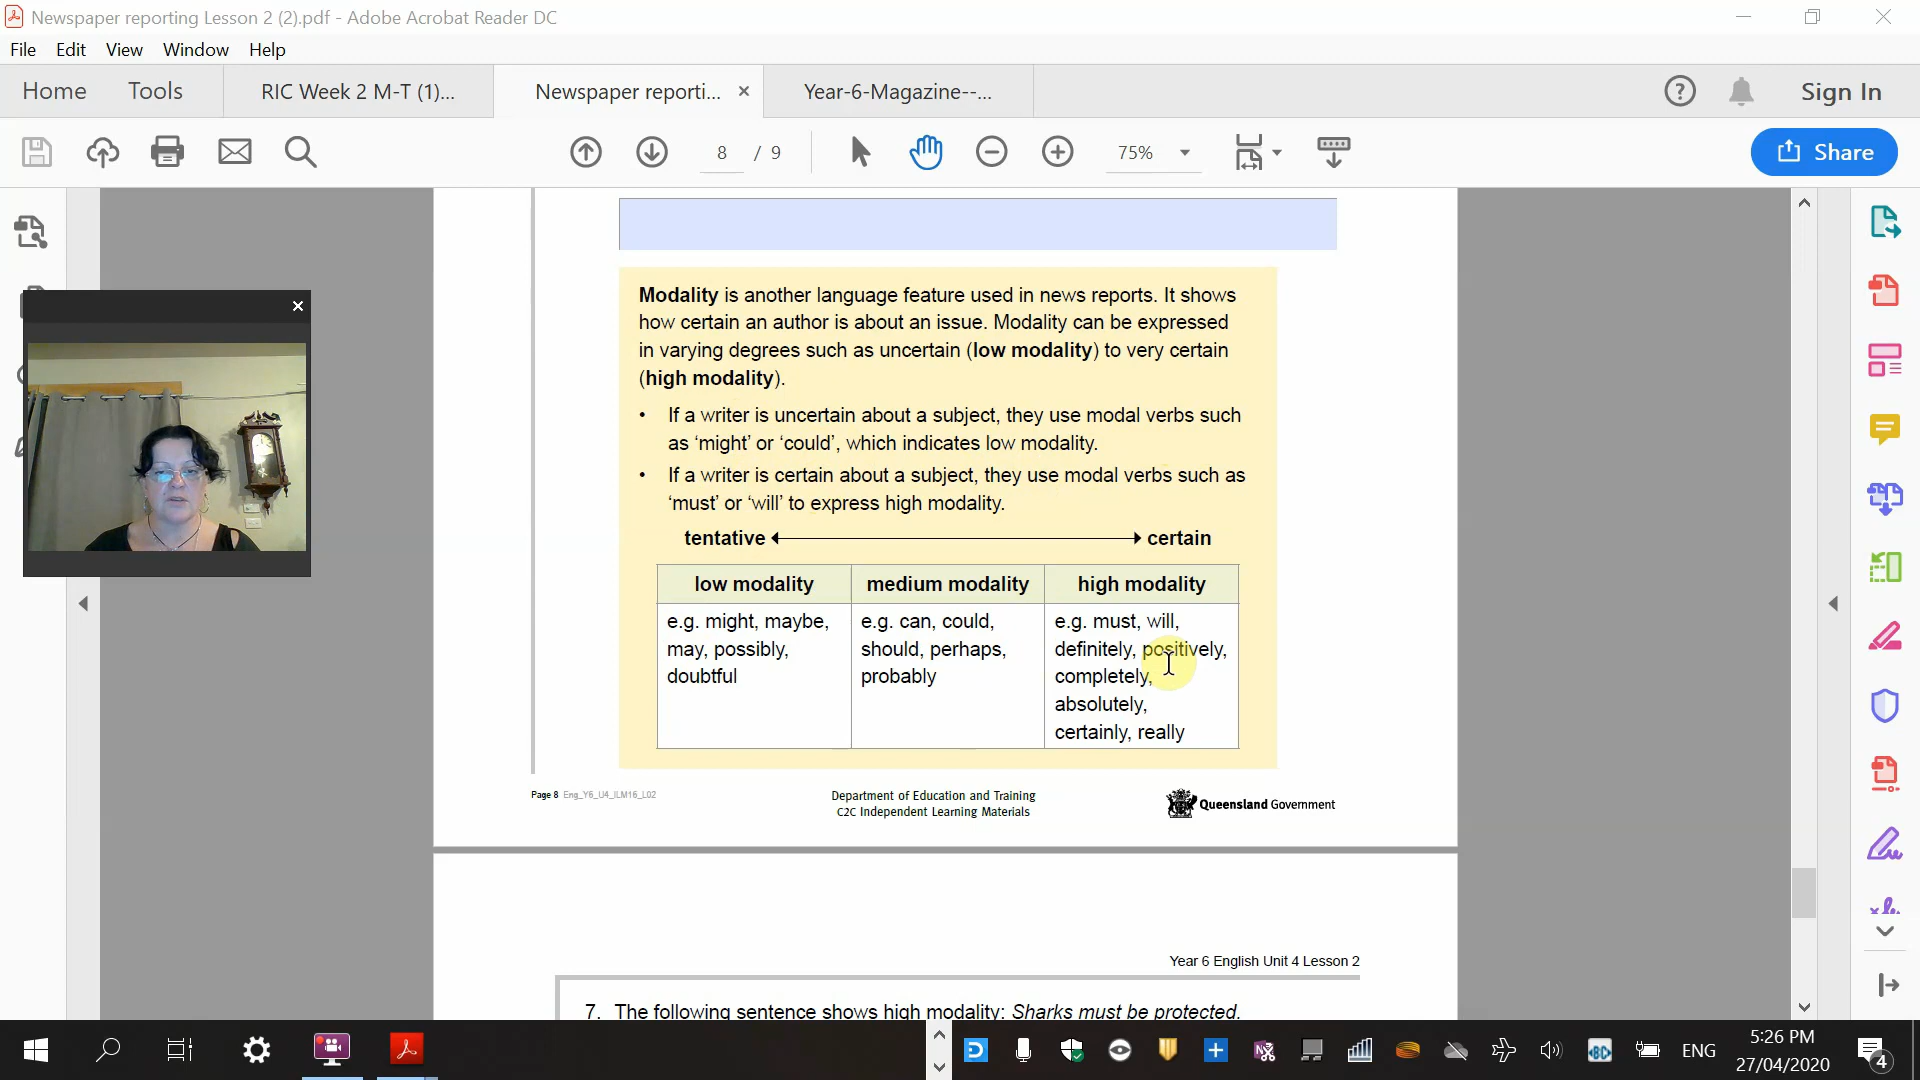 Newspaper reporting Lesson 2 (2).pdf - Adobe Acrobat Reader DC
File Edit View Window Help
Home Tools RIC Week 2 M-T (1)... Newspaper reporti... × Year-6-Magazine--... Sign In
8 / 9 75% Share
Modality is another language feature used in news reports. It shows
how certain an author is about an issue. Modality can be expressed
in varying degrees such as uncertain (low modality) to very certain
(high modality).
• If a writer is uncertain about a subject, they use modal verbs such
as ‘might’ or ‘could’, which indicates low modality.
• If a writer is certain about a subject, they use modal verbs such as
‘must’ or ‘will’ to express high modality.
tentative certain
low modality medium modality high modality
e.g. might, maybe, e.g. can, could, e.g. must, will,
may, possibly, should, perhaps, definitely, positively,
doubtful probably completely,
absolutely,
certainly, really
Page 8 Eng_Y6_U4_ILM16_L02 Department of Education and Training
C2C Independent Learning Materials Queensland Government
Year 6 English Unit 4 Lesson 2
7. The following sentence shows high modality: Sharks must be protected.
ENG 5:26 PM
27/04/2020 4